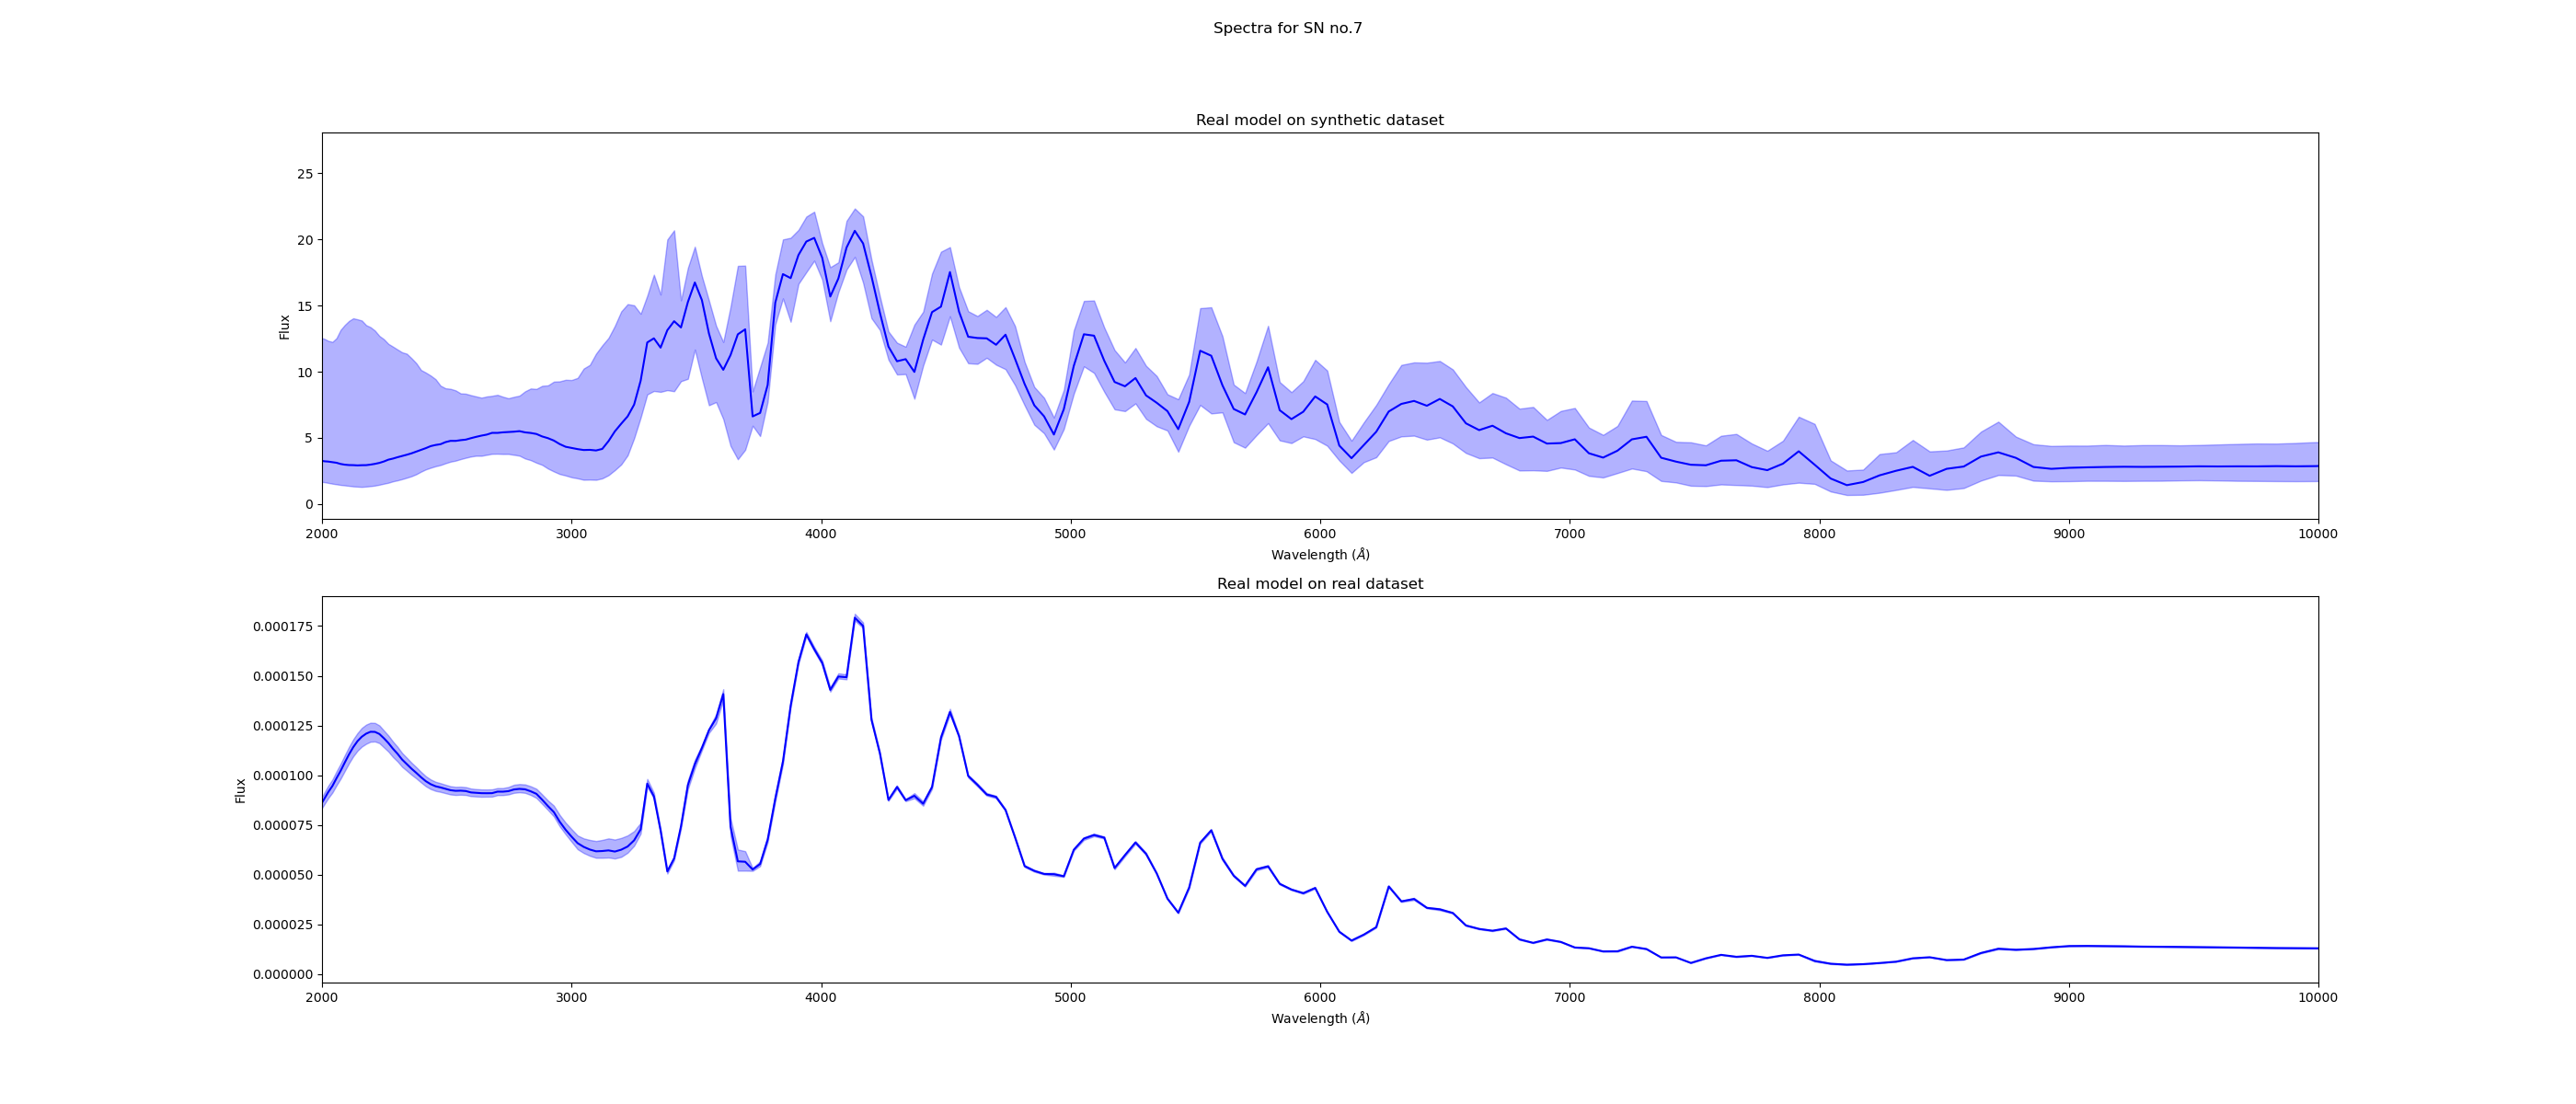 Spectra for SN no.7
Real model on synthetic dataset
25
20
15
10
5
0
Flux
2000 3000 4000 5000 6000 7000 8000 9000 10000
Wavelength (Å)
Real model on real dataset
0.000175
0.000150
0.000125
0.000100
0.000075
0.000050
0.000025
0.000000
Flux
2000 3000 4000 5000 6000 7000 8000 9000 10000
Wavelength (Å)